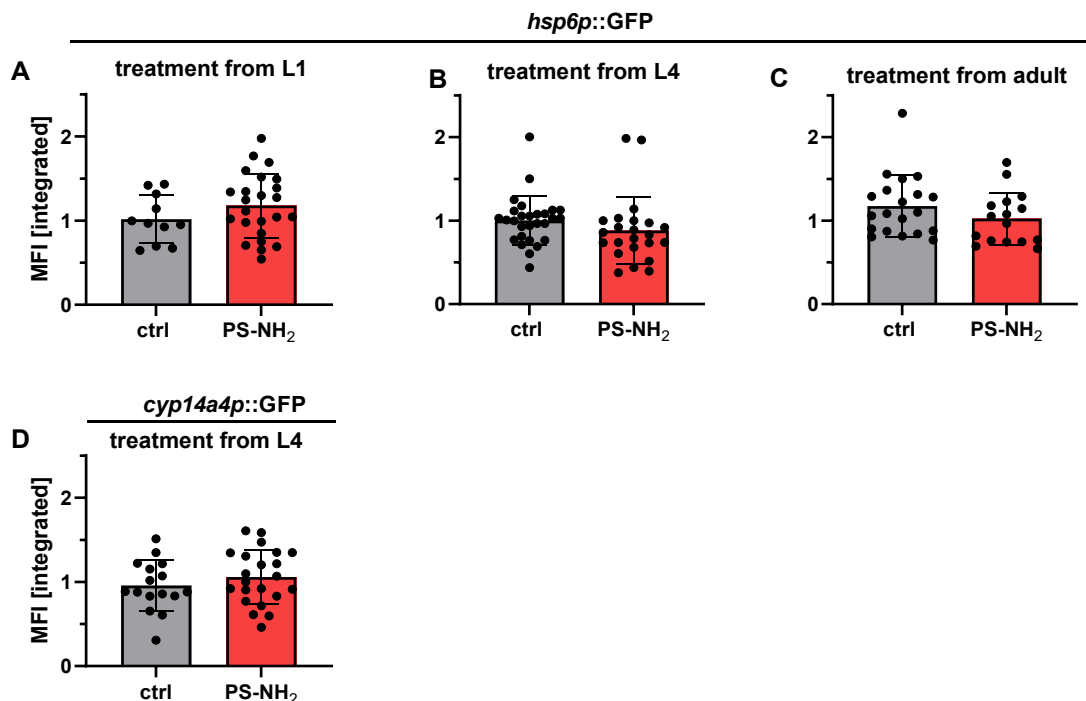 hsp6p::GFP
A
treatment from L1
MFI [integrated]
2
1
0
ctrl
PS-NH₂
B
treatment from L4
2
1
0
ctrl
PS-NH₂
C
treatment from adult
2
1
0
ctrl
PS-NH₂
cyp14a4p::GFP
D
treatment from L4
MFI [integrated]
2
1
0
ctrl
PS-NH₂